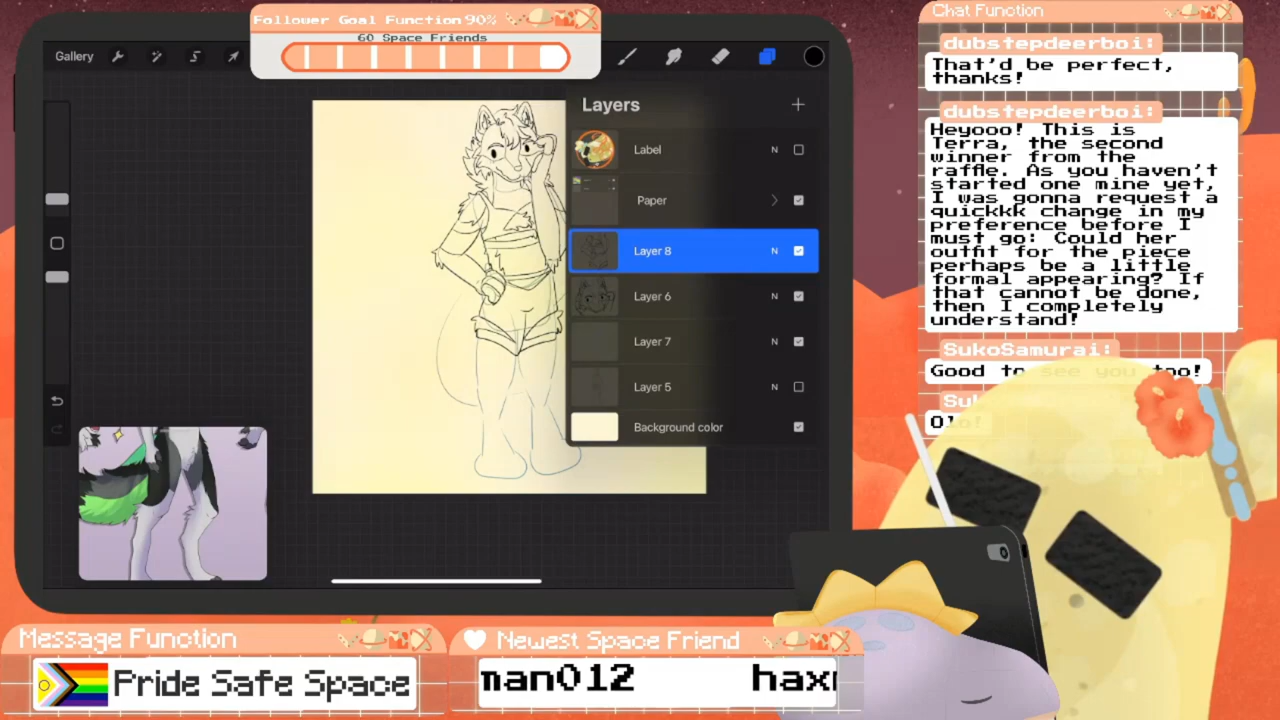 Follower Goal Function 90%
60 Space Friends
Gallery
Layers
Label
N
Paper
Layer 8
N
Layer 6
N
Layer 7
N
Layer 5
N
Background color
Chat Function
dubstepdeerboi:
That'd be perfect,
thanks!
dubstepdeerboi:
Heyooo! This is
Terra, the second
winner from the
raffle. As you haven't
started one mine yet,
I was gonna request a
quickkk change in my
preference before I
must go: Could her
outfit for the piece
perhaps be a little
formal appearing? If
that cannot be done,
then I completely
understand!
SukoSamurai:
Good to see you too!
Message Function
Pride Safe Space
Newest Space Friend
man012 hax